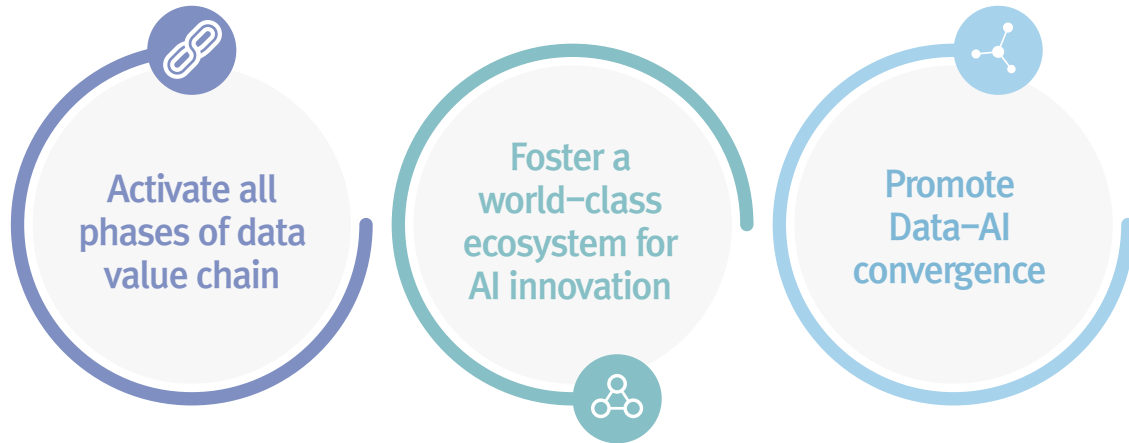 Activate all
phases of data
value chain
Foster a
world–class
ecosystem for
AI innovation
Promote
Data–AI
convergence